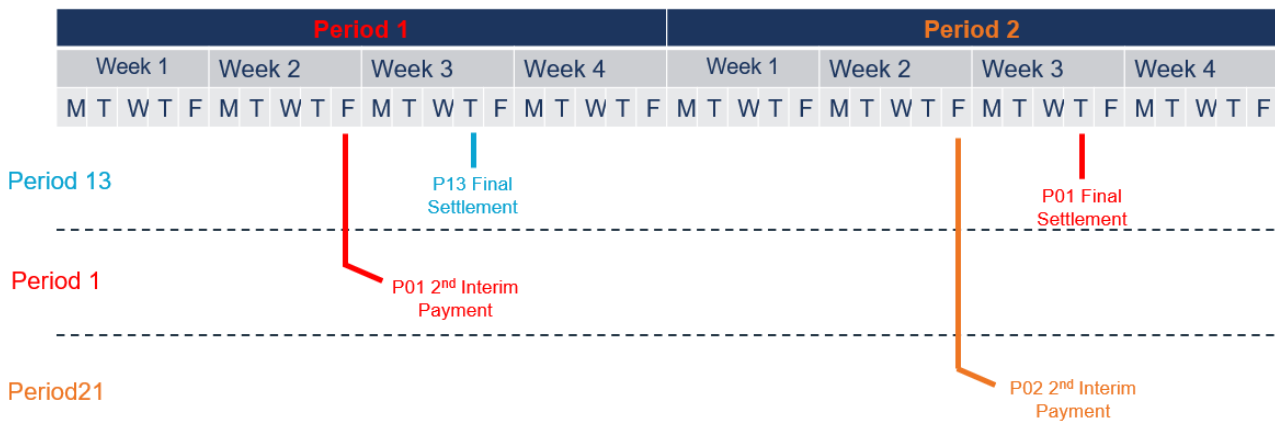 Period 1 Period 2
Week 1 Week 2 Week 3 Week 4 Week 1 Week 2 Week 3 Week 4
M T W T F M T W T F M T W T F M T W T F M T W T F M T W T F M T W T F M T W T F
Period 13
P13 Final
Settlement
P01 Final
Settlement
Period 1
P01 2nd Interim
Payment
Period21
P02 2nd Interim
Payment